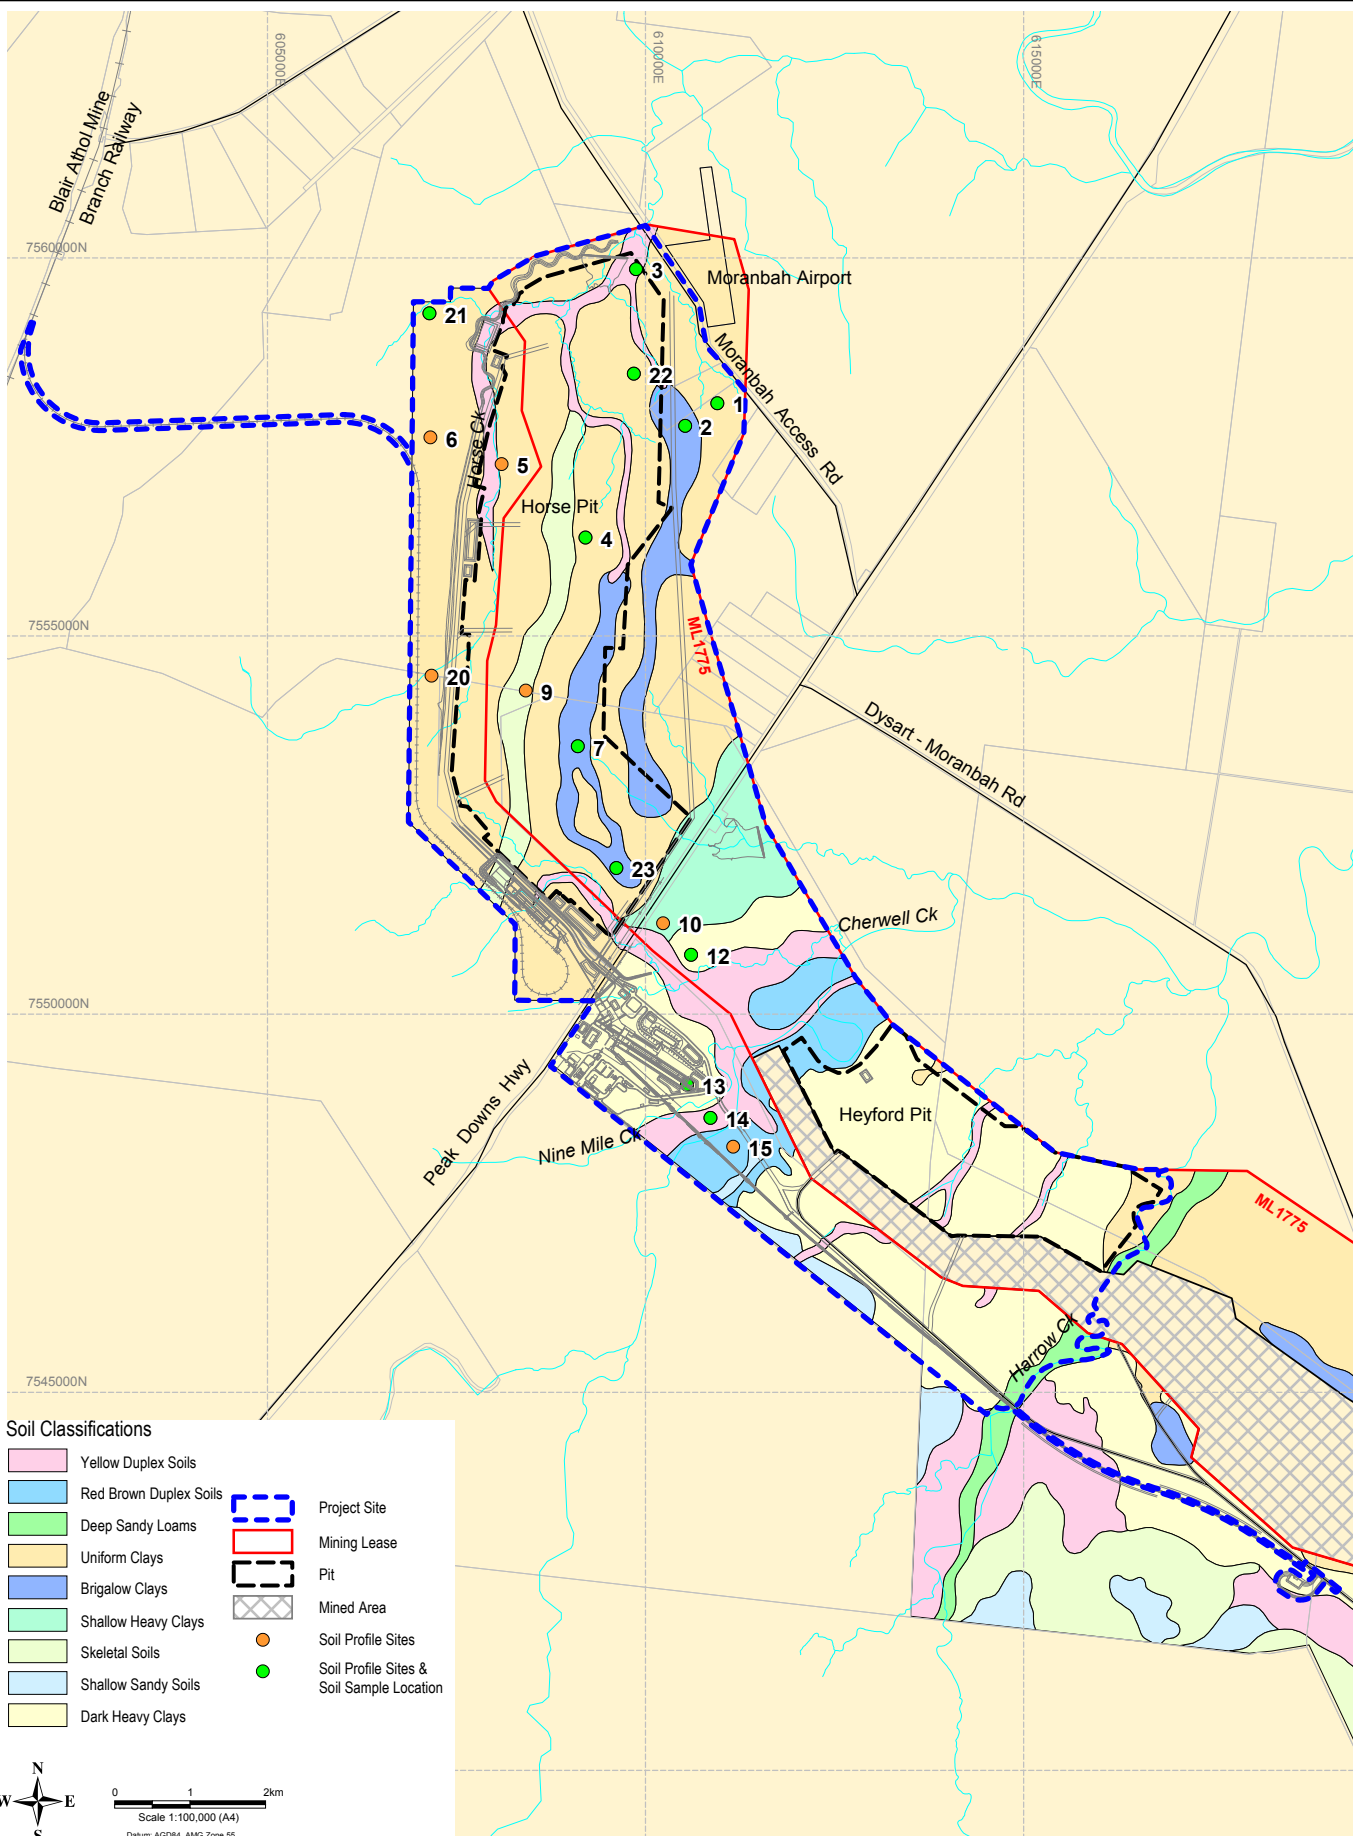 605000E
610000E
615000E
Blair Athol Mine
Branch Railway
7560000N
3
Moranbah Airport
21
22
1
2
Moranbah Access Rd
6
Horse Ck
5
Horse Pit
4
7555000N
ML1775
20
9
7
Dysart - Moranbah Rd
23
10
12
Cherwell Ck
7550000N
Peak Downs Hwy
13
14
15
Nine Mile Ck
Heyford Pit
ML1775
Harrow Ck
7545000N
Soil Classifications
Yellow Duplex Soils
Red Brown Duplex Soils
Deep Sandy Loams
Uniform Clays
Brigalow Clays
Shallow Heavy Clays
Skeletal Soils
Shallow Sandy Soils
Dark Heavy Clays
Project Site
Mining Lease
Pit
Mined Area
Soil Profile Sites
Soil Profile Sites &
Soil Sample Location
N
W E
S
0 1 2km
Scale 1:100,000 (A4)
Datum: AGD84, AMG Zone 55